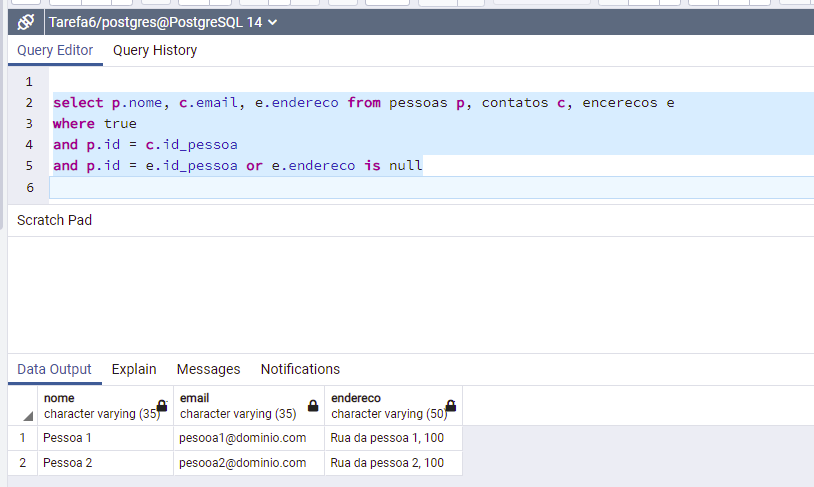 Tarefa6/postgres@PostgreSQL 14
Query Editor Query History
1
2 select p.nome, c.email, e.endereco from pessoas p, contatos c, encerecos e
3 where true
4 and p.id = c.id_pessoa
5 and p.id = e.id_pessoa or e.endereco is null
6
Scratch Pad
Data Output Explain Messages Notifications
nome email endereco
character varying (35) character varying (35) character varying (50)
1 Pessoa 1 pesooa1@dominio.com Rua da pessoa 1, 100
2 Pessoa 2 pesooa2@dominio.com Rua da pessoa 2, 100